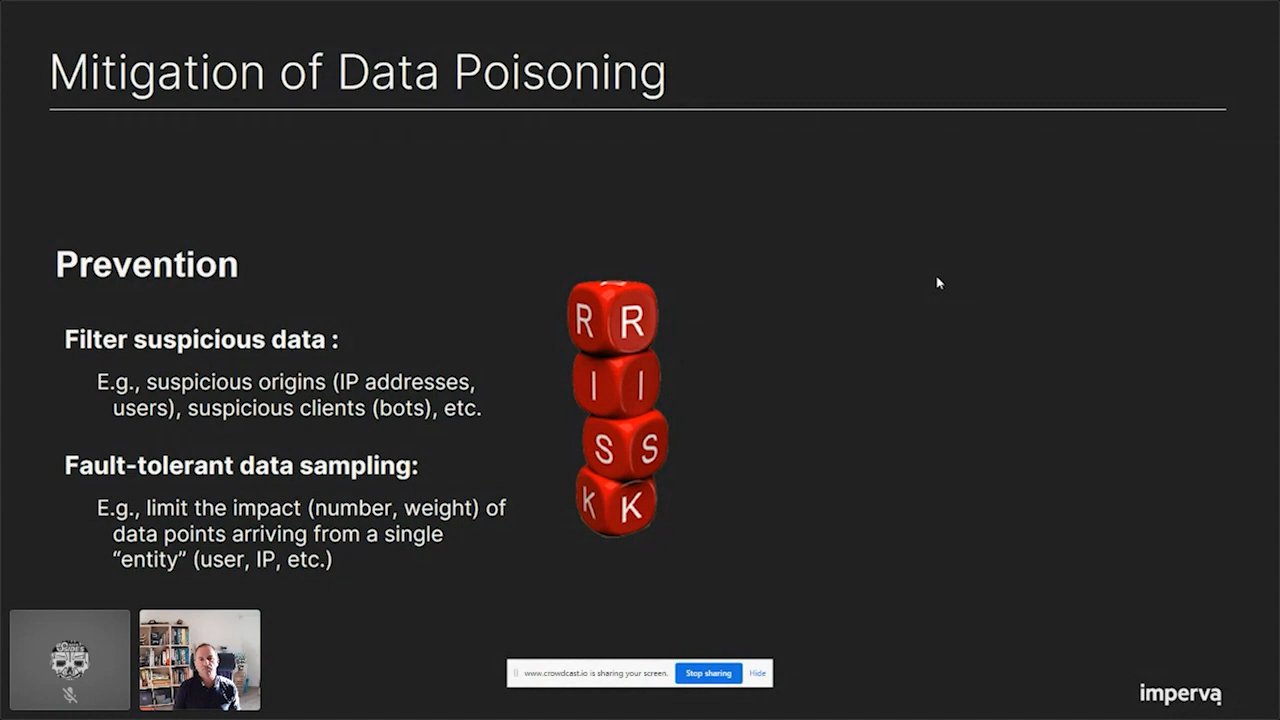 Mitigation of Data Poisoning
Prevention
Filter suspicious data :
E.g., suspicious origins (IP addresses,
users), suspicious clients (bots), etc.
Fault-tolerant data sampling:
E.g., limit the impact (number, weight) of
data points arriving from a single
“entity” (user, IP, etc.)
R R
I I
S S
K K
SIDES
www.crowdcast.io is sharing your screen.
Stop sharing
Hide
imperva